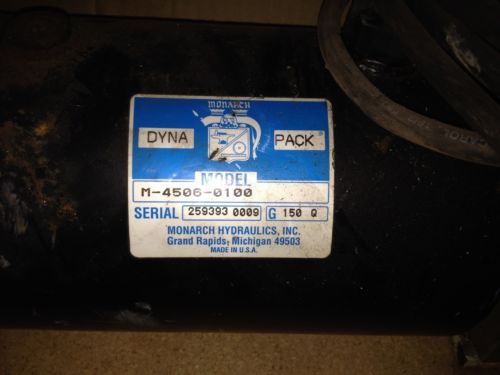 MONARCH
DYNA PACK
MODEL
M-4506-0100
SERIAL 259393 0009 G 150 Q
MONARCH HYDRAULICS, INC.
Grand Rapids, Michigan 49503
MADE IN U.S.A.
CAROL